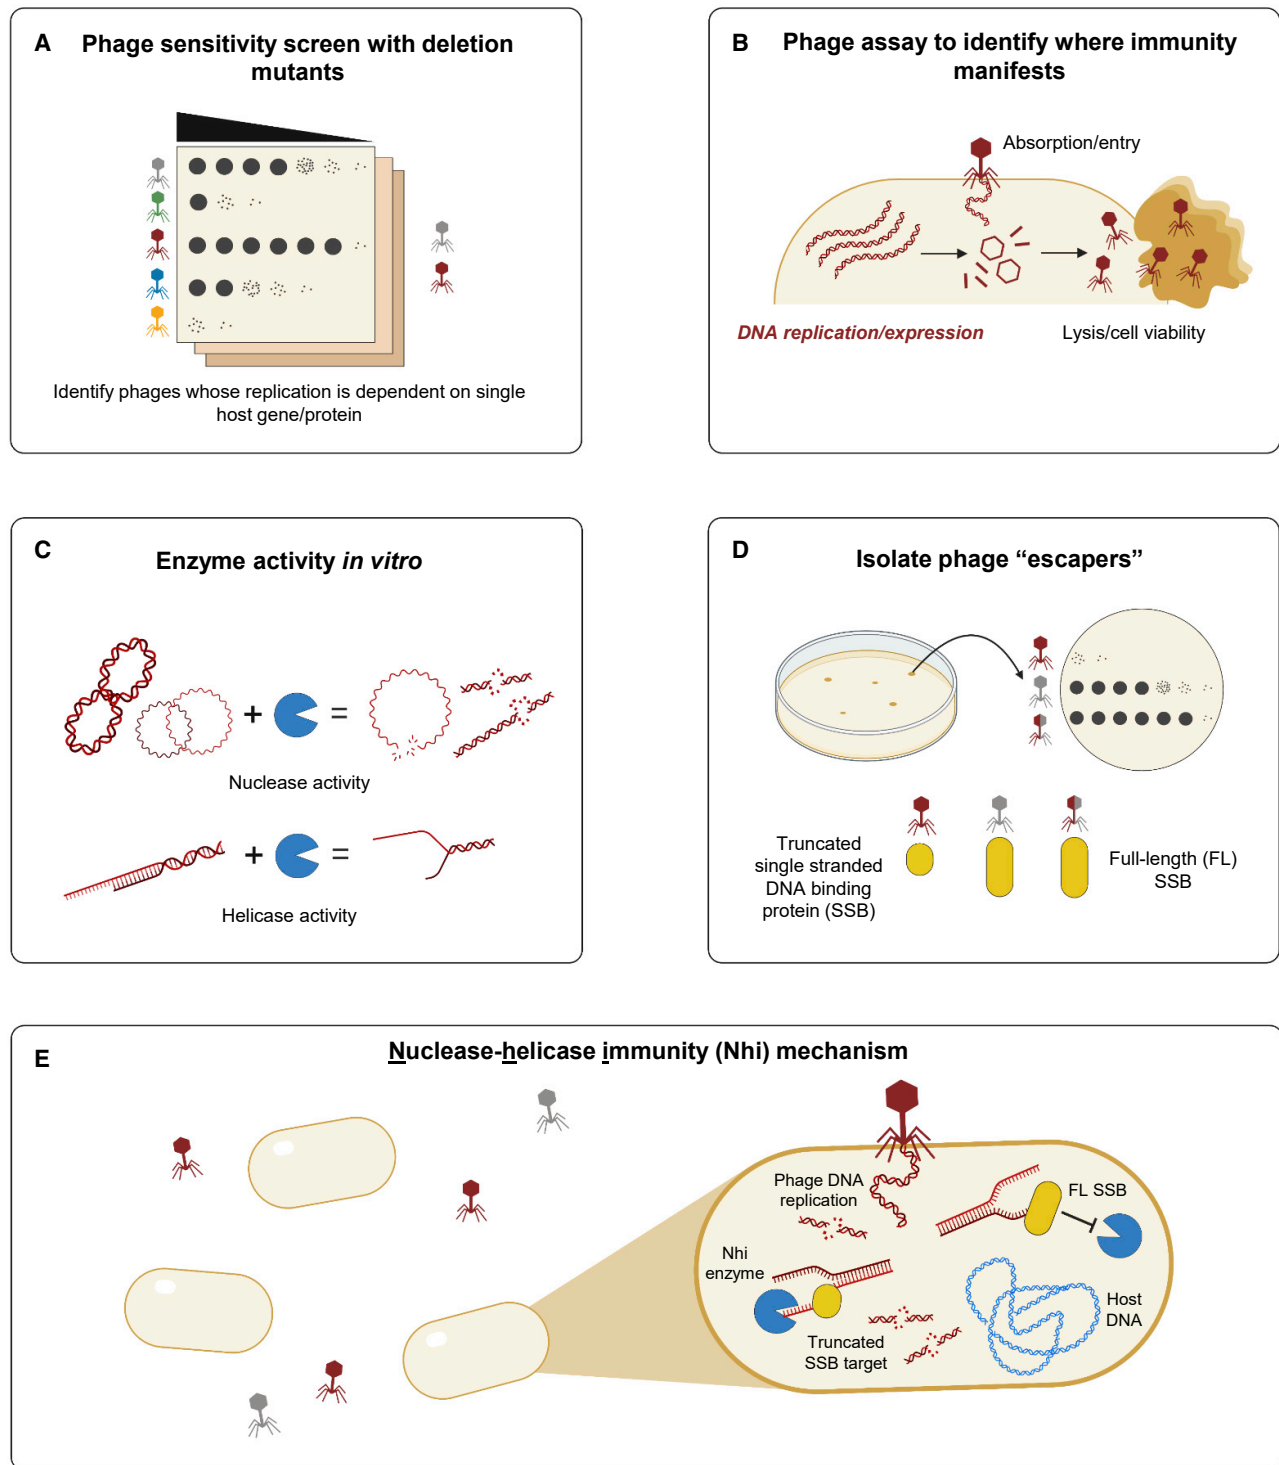 A
Phage sensitivity screen with deletion
mutants
Identify phages whose replication is dependent on single
host gene/protein
B
Phage assay to identify where immunity
manifests
Absorption/entry
DNA replication/expression
Lysis/cell viability
C
Enzyme activity in vitro
+
=
Nuclease activity
+
=
Helicase activity
D
Isolate phage “escapers”
Truncated
single stranded
DNA binding
protein (SSB)
Full-length (FL)
SSB
E
Nuclease-helicase immunity (Nhi) mechanism
Phage DNA
replication
FL SSB
Nhi
enzyme
Truncated
SSB target
Host
DNA